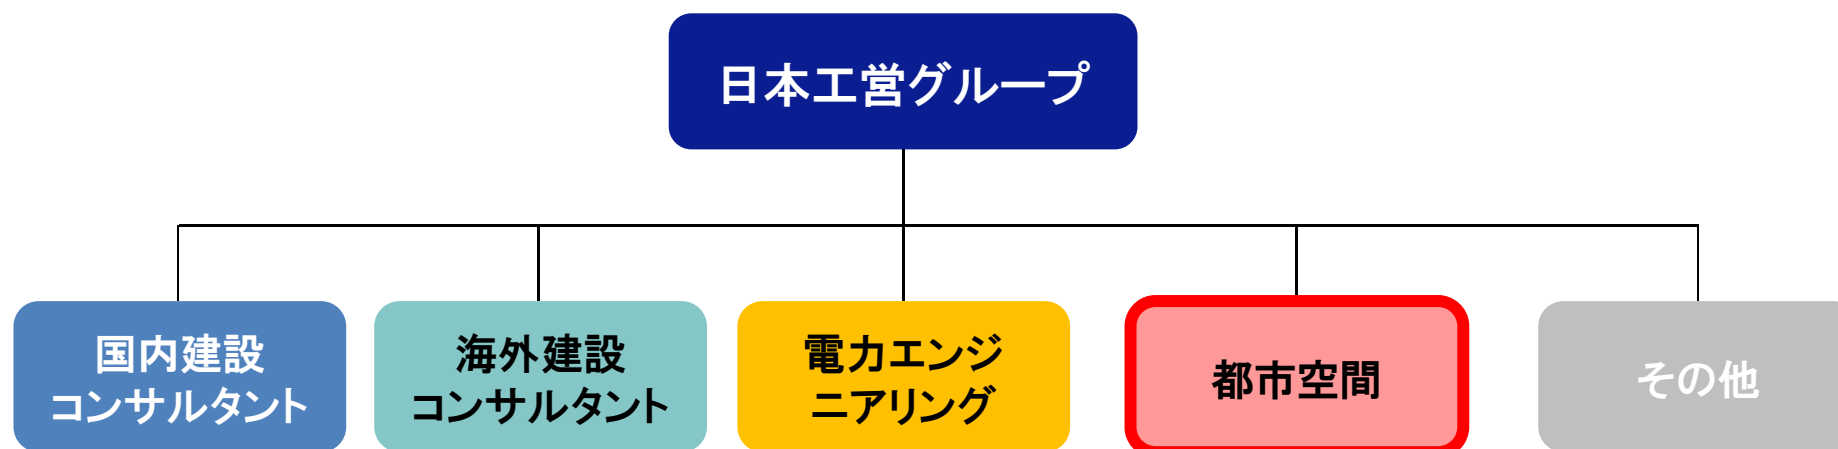 日本工営グループ
国内建設
コンサルタント
海外建設
コンサルタント
電力エンジ
ニアリング
都市空間
その他